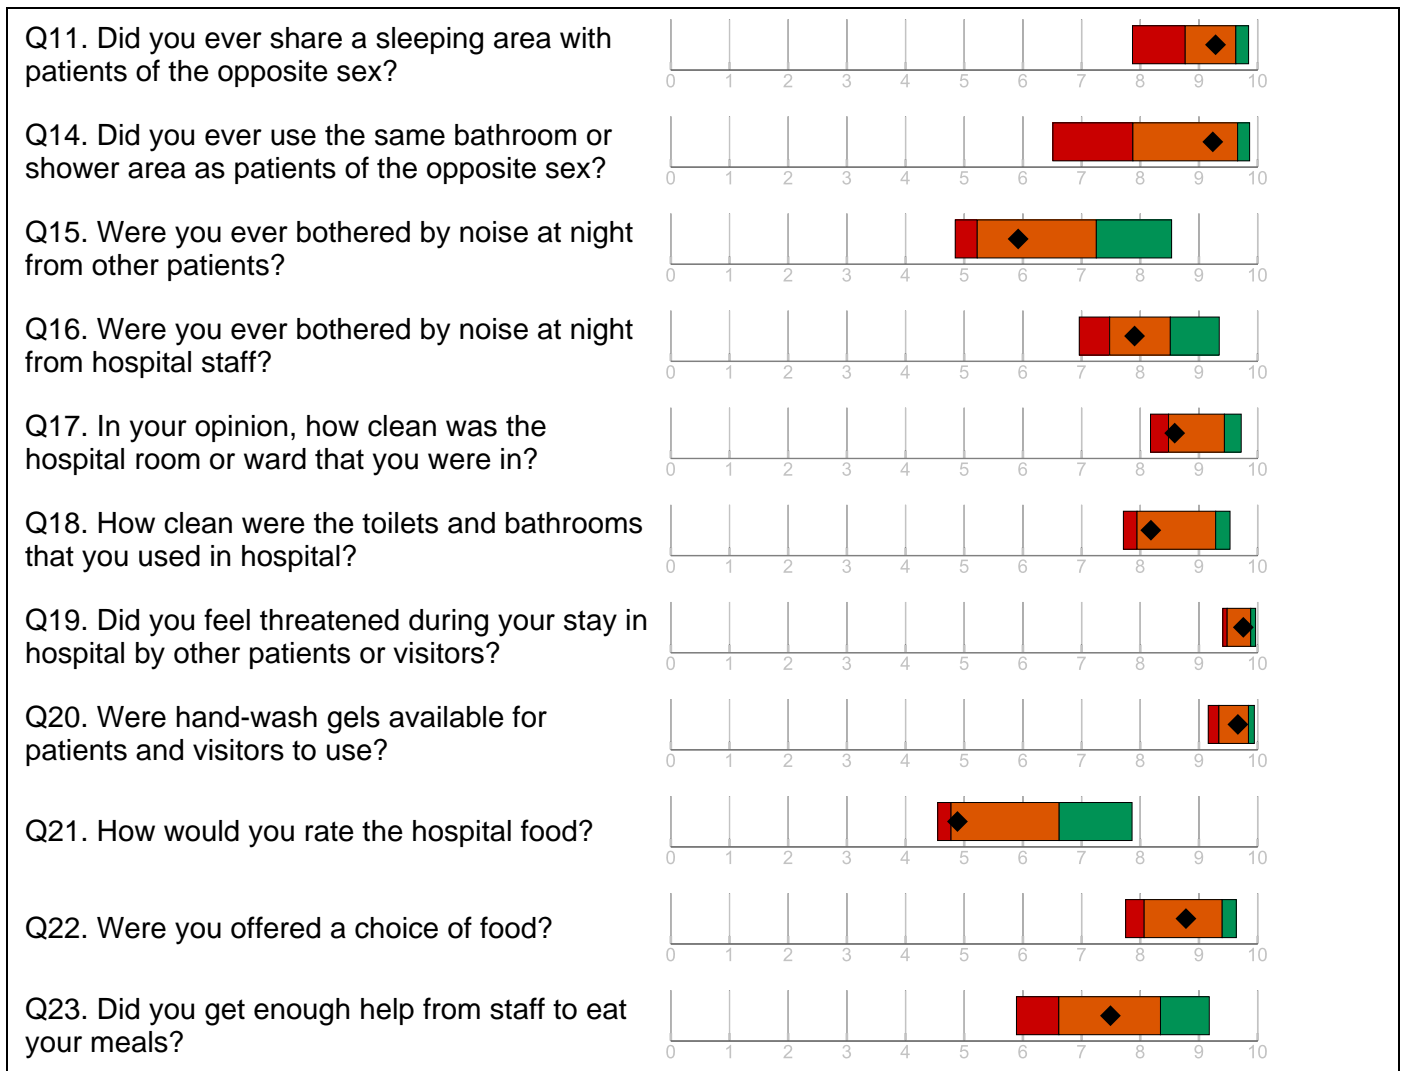 Q11. Did you ever share a sleeping area with
patients of the opposite sex?
0 1 2 3 4 5 6 7 8 9 10
Q14. Did you ever use the same bathroom or
shower area as patients of the opposite sex?
0 1 2 3 4 5 6 7 8 9 10
Q15. Were you ever bothered by noise at night
from other patients?
0 1 2 3 4 5 6 7 8 9 10
Q16. Were you ever bothered by noise at night
from hospital staff?
0 1 2 3 4 5 6 7 8 9 10
Q17. In your opinion, how clean was the
hospital room or ward that you were in?
0 1 2 3 4 5 6 7 8 9 10
Q18. How clean were the toilets and bathrooms
that you used in hospital?
0 1 2 3 4 5 6 7 8 9 10
Q19. Did you feel threatened during your stay in
hospital by other patients or visitors?
0 1 2 3 4 5 6 7 8 9 10
Q20. Were hand-wash gels available for
patients and visitors to use?
0 1 2 3 4 5 6 7 8 9 10
Q21. How would you rate the hospital food?
0 1 2 3 4 5 6 7 8 9 10
Q22. Were you offered a choice of food?
0 1 2 3 4 5 6 7 8 9 10
Q23. Did you get enough help from staff to eat
your meals?
0 1 2 3 4 5 6 7 8 9 10